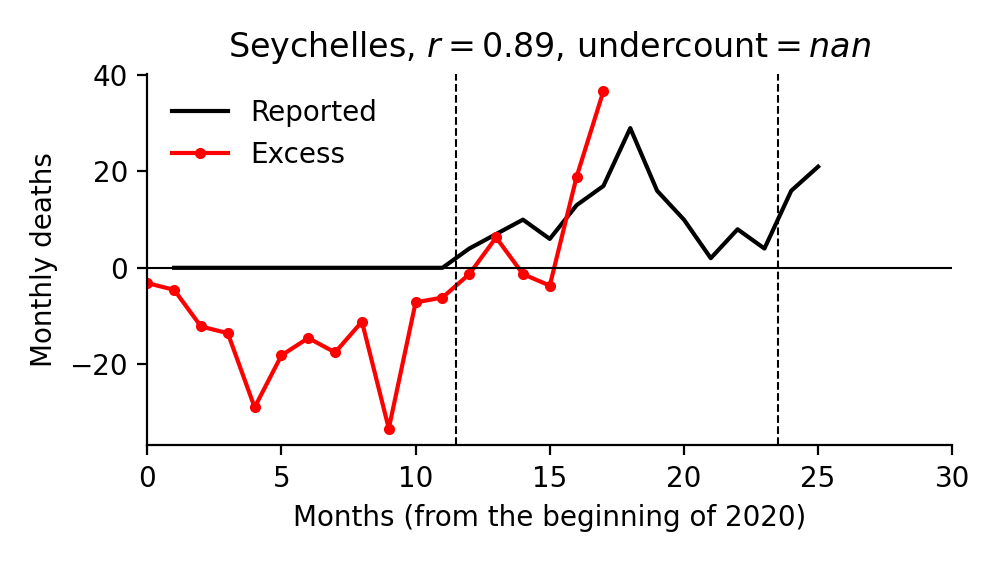 Seychelles, r = 0.89, undercount = nan
40
20
0
−20
Monthly deaths
Reported
Excess
0 5 10 15 20 25 30
Months (from the beginning of 2020)